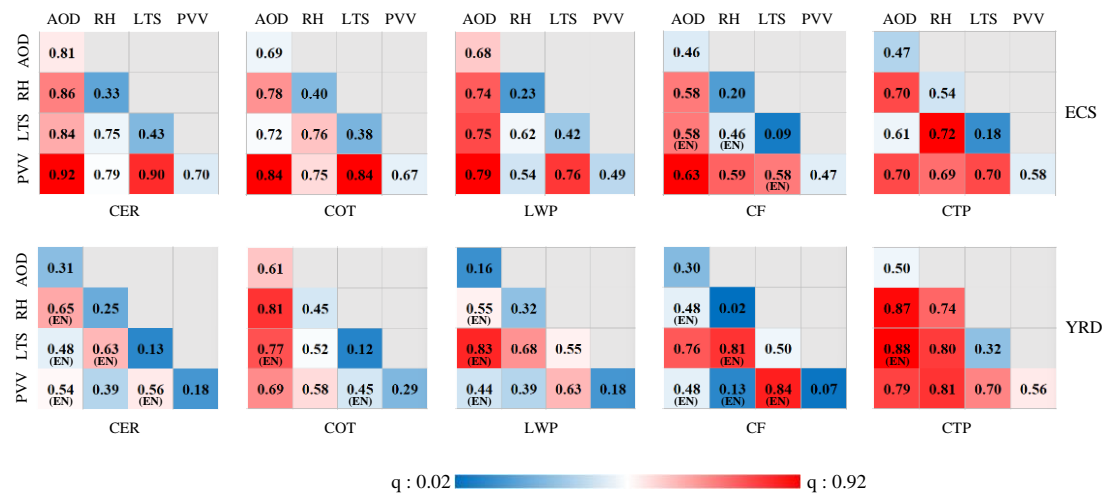 AOD RH LTS PVV AOD RH LTS PVV AOD RH LTS PVV AOD RH LTS PVV AOD RH LTS PVV
AOD 0.81 0.69 0.68 0.46 0.47
RH 0.86 0.33 0.78 0.40 0.74 0.23 0.58 0.20 0.70 0.54
ECS
LTS 0.84 0.75 0.43 0.72 0.76 0.38 0.75 0.62 0.42 0.58 0.46 0.09 0.61 0.72 0.18
(EN) (EN)
PVV 0.92 0.79 0.90 0.70 0.84 0.75 0.84 0.67 0.79 0.54 0.76 0.49 0.63 0.59 0.58 0.47 0.70 0.69 0.70 0.58
(EN)
CER COT LWP CF CTP
AOD 0.31 0.61 0.16 0.30 0.50
RH 0.65 0.25 0.81 0.45 0.55 0.32 0.48 0.02 0.87 0.74
(EN) (EN) (EN)
YRD
LTS 0.48 0.63 0.13 0.77 0.52 0.12 0.83 0.68 0.55 0.76 0.81 0.50 0.88 0.80 0.32
(EN) (EN) (EN) (EN) (EN) (EN)
PVV 0.54 0.39 0.56 0.18 0.69 0.58 0.45 0.29 0.44 0.39 0.63 0.18 0.48 0.13 0.84 0.07 0.79 0.81 0.70 0.56
(EN) (EN) (EN) (EN) (EN) (EN) (EN)
CER COT LWP CF CTP
q : 0.02 q : 0.92